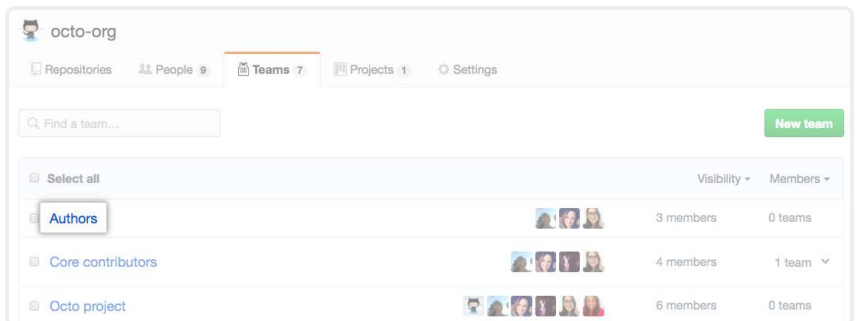 octo-org
Repositories People 9 Teams 7 Projects 1 Settings
Find a team... New team
Select all Visibility Members
Authors 3 members 0 teams
Core contributors 4 members 1 team
Octo project 6 members 0 teams